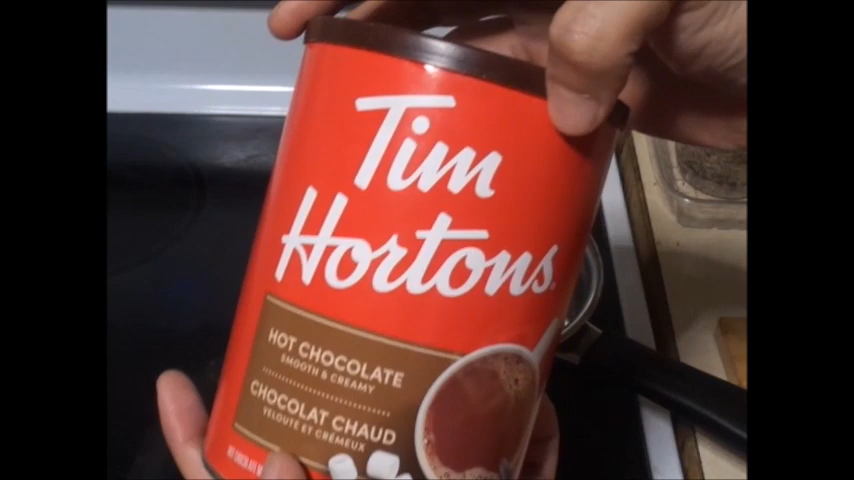 Tim
Hortons
HOT CHOCOLATE
SMOOTH & CREAMY
CHOCOLAT CHAUD
VELOUTÉ ET CRÉMEUX